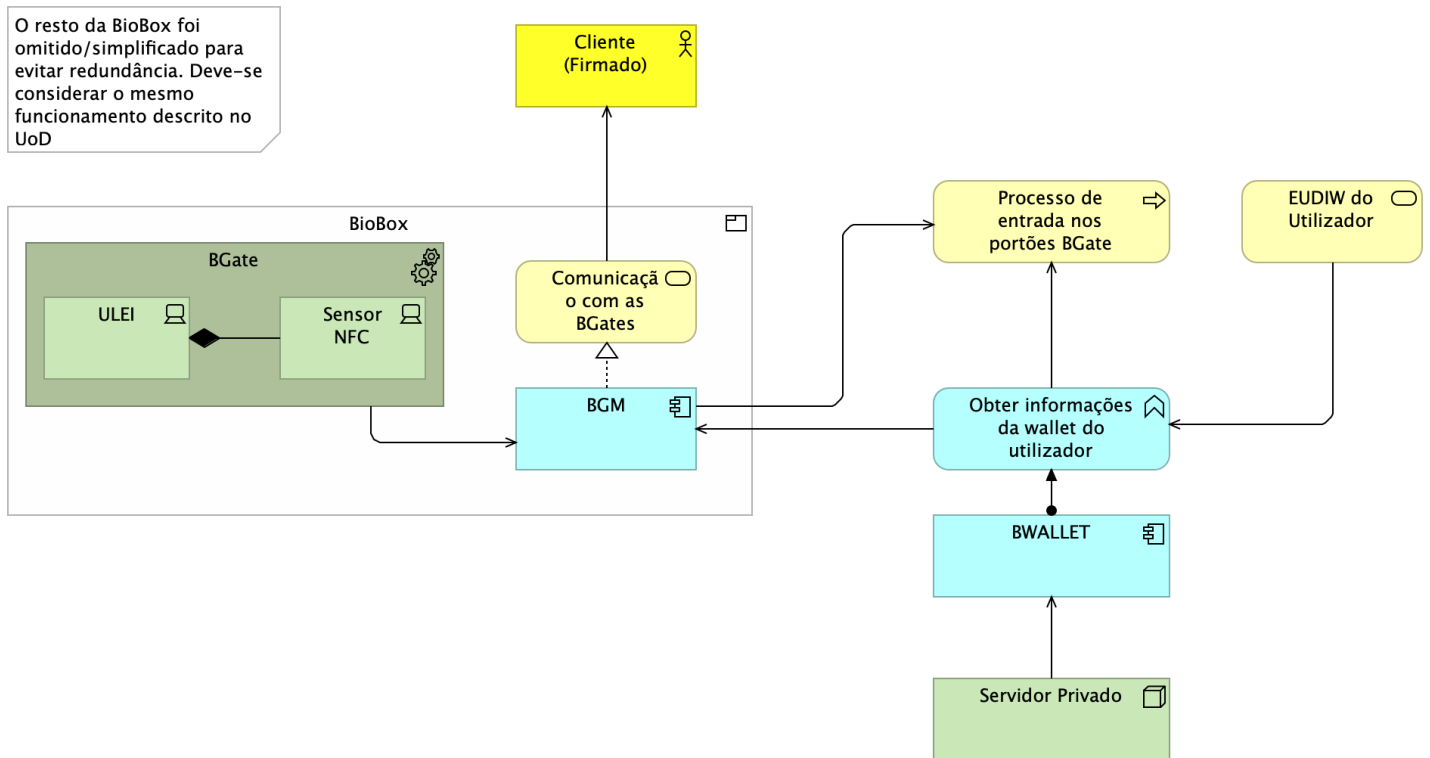 O resto da BioBox foi
omitido/simplificado para
evitar redundância. Deve-se
considerar o mesmo
funcionamento descrito no
UoD
Cliente
(Firmado)
BioBox
BGate
ULEI
Sensor
NFC
Comunicaçã
o com as
BGates
BGM
Processo de
entrada nos
portões BGate
EUDIW do
Utilizador
Obter informações
da wallet do
utilizador
BWALLET
Servidor Privado